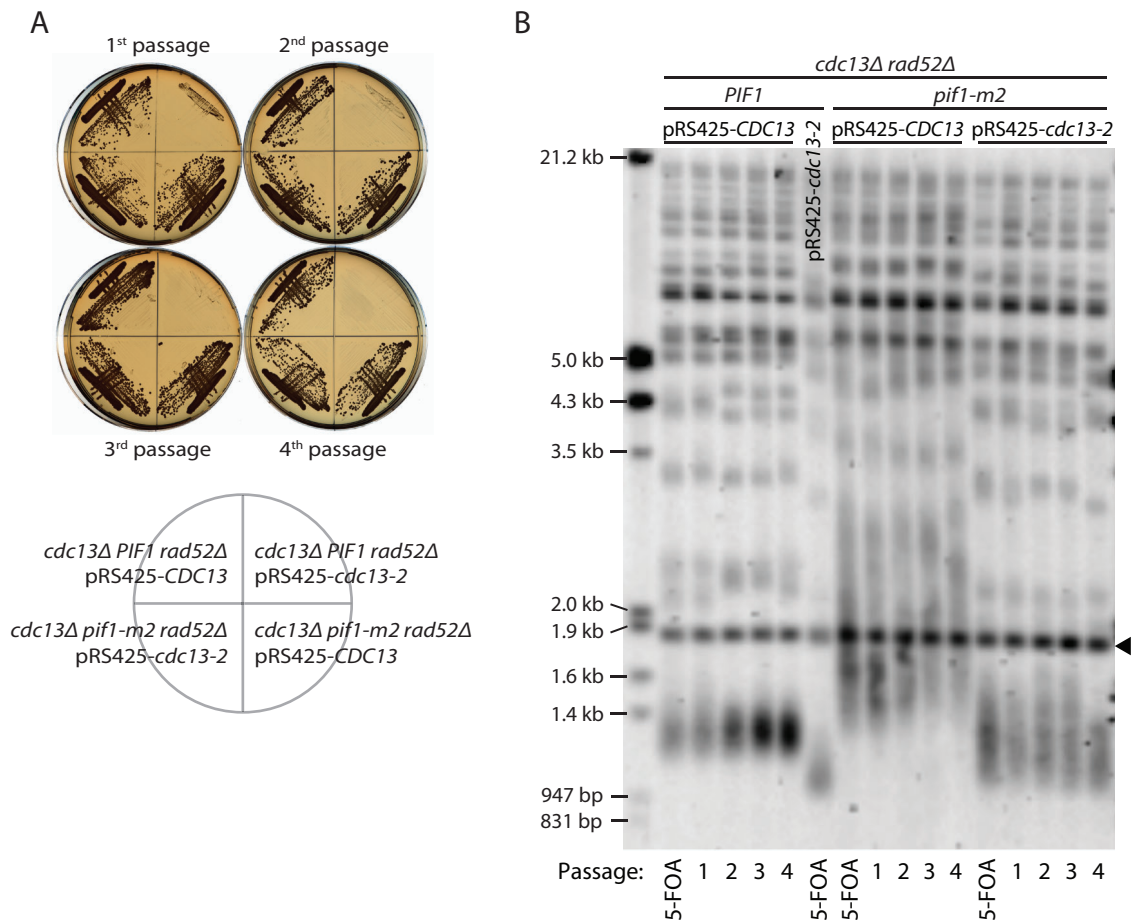 A
1st passage
2nd passage
3rd passage
4th passage
cdc13Δ PIF1 rad52Δ
pRS425-CDC13
cdc13Δ PIF1 rad52Δ
pRS425-cdc13-2
cdc13Δ pif1-m2 rad52Δ
pRS425-cdc13-2
cdc13Δ pif1-m2 rad52Δ
pRS425-CDC13
B
cdc13Δ rad52Δ
PIF1
pif1-m2
pRS425-CDC13
pRS425-cdc13-2
pRS425-CDC13
pRS425-cdc13-2
21.2 kb
5.0 kb
4.3 kb
3.5 kb
2.0 kb
1.9 kb
1.6 kb
1.4 kb
947 bp
831 bp
Passage: 5-FOA 1 2 3 4 5-FOA 5-FOA 1 2 3 4 5-FOA 1 2 3 4